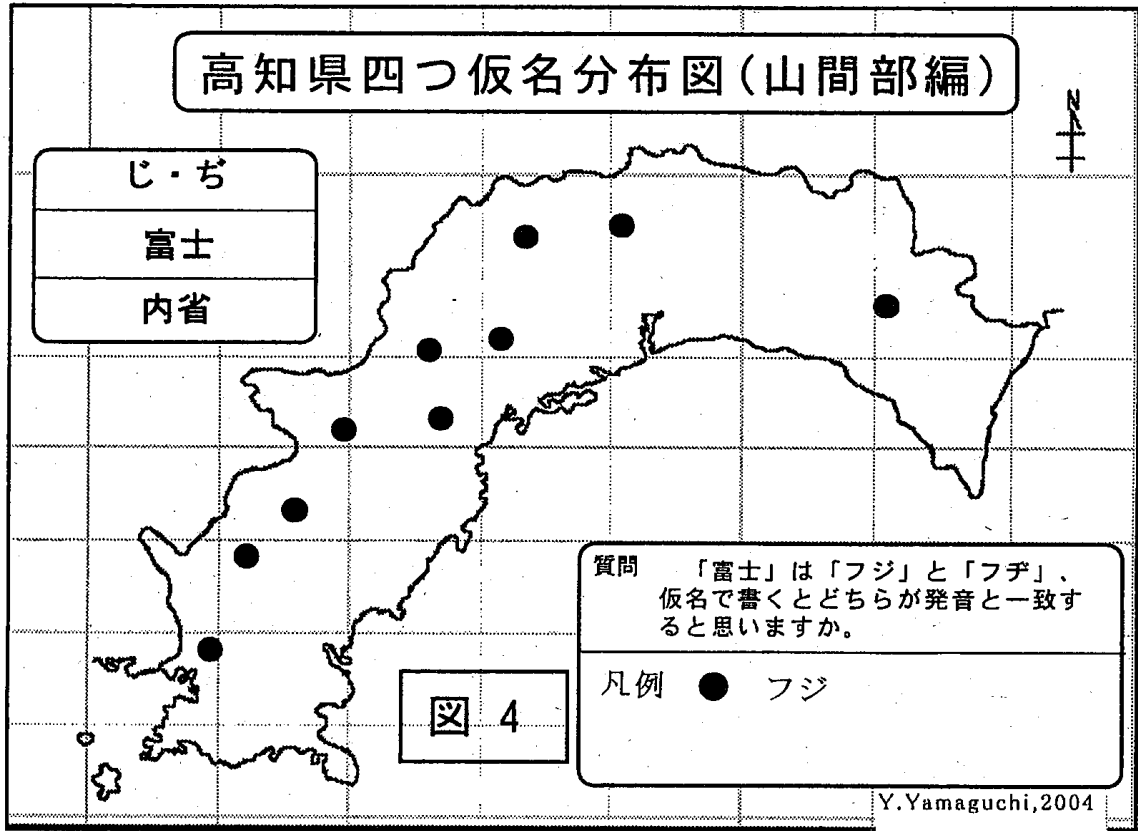 高知県四つ仮名分布図(山間部編)
N
じ・ぢ
富士
内省
質問 「富士」は「フジ」と「フヂ」、
仮名で書くとどちらが発音と一致す
ると思いますか。
凡例 ● フジ
図 4
Y.Yamaguchi,2004